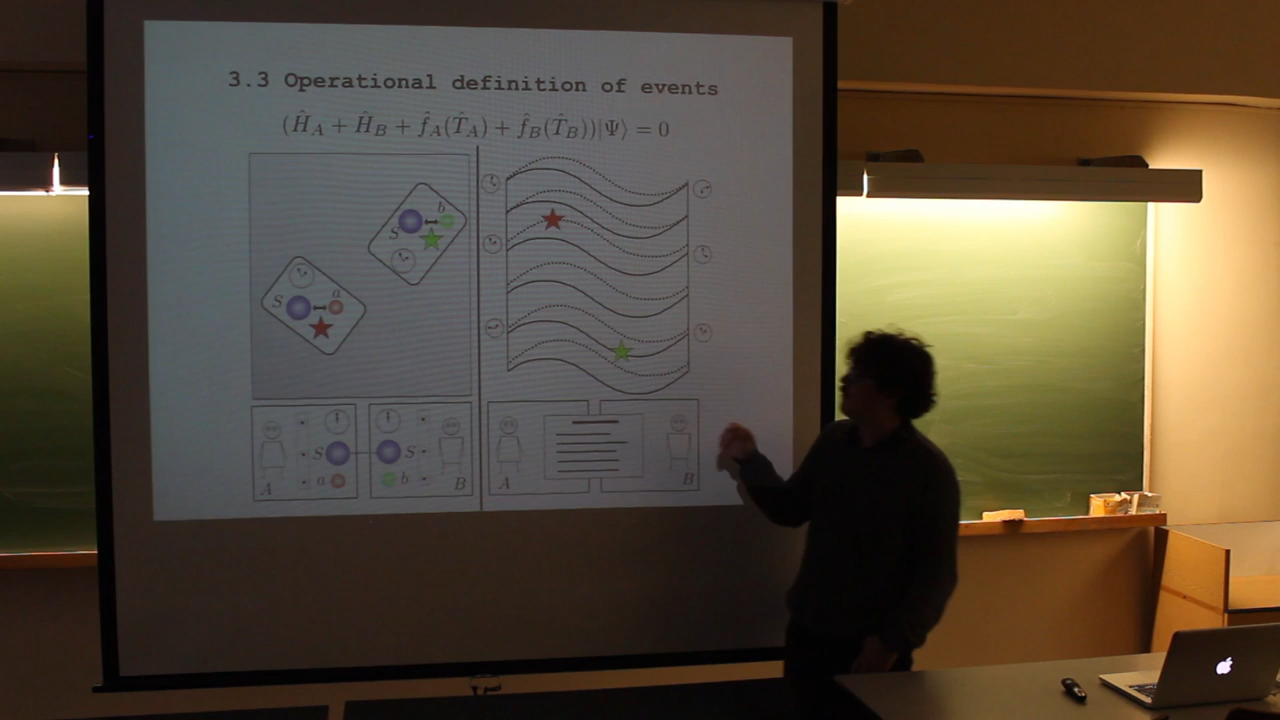 3.3 Operational definition of events
(Ĥ_A + Ĥ_B + f̂_A(T̂_A) + f̂_B(T̂_B))|Ψ⟩ = 0
b
S
S a
S S
A a b B
A B